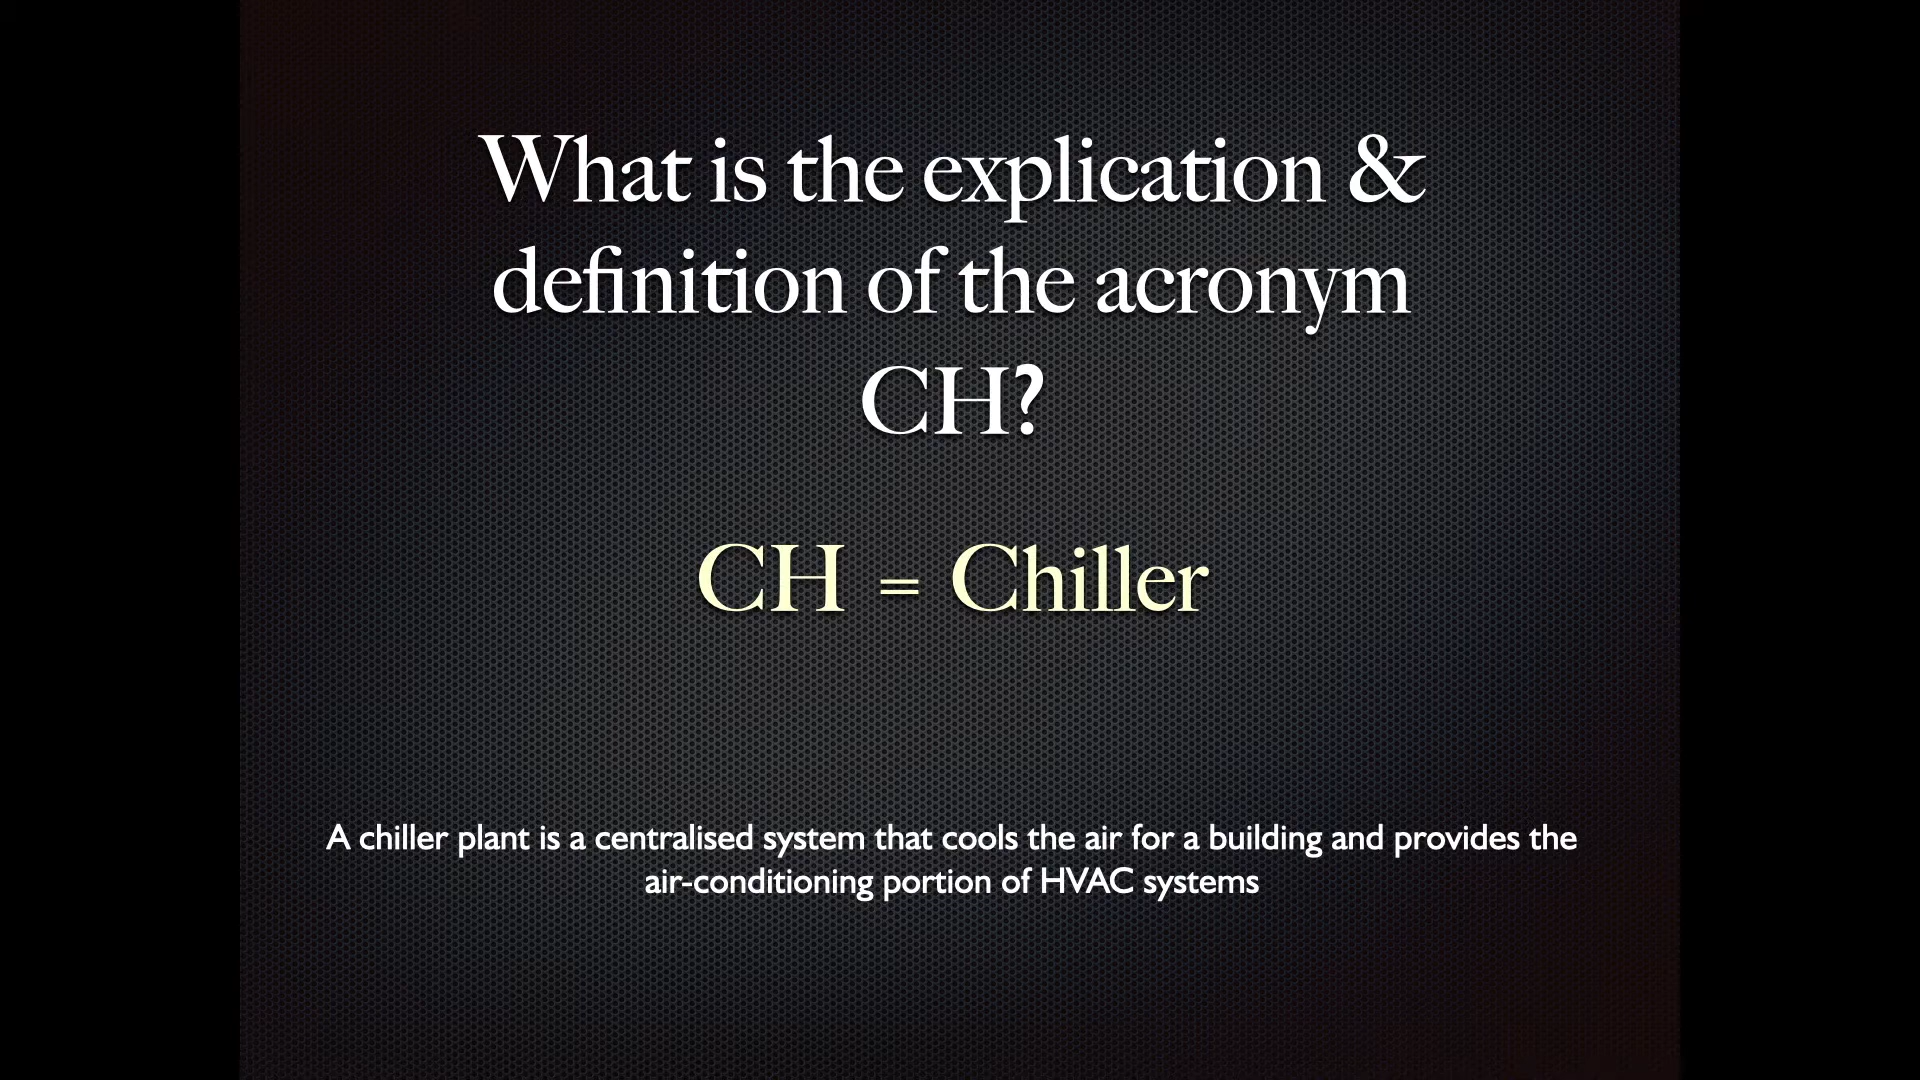 What is the explication &
definition of the acronym
CH?
CH = Chiller
A chiller plant is a centralised system that cools the air for a building and provides the
air-conditioning portion of HVAC systems